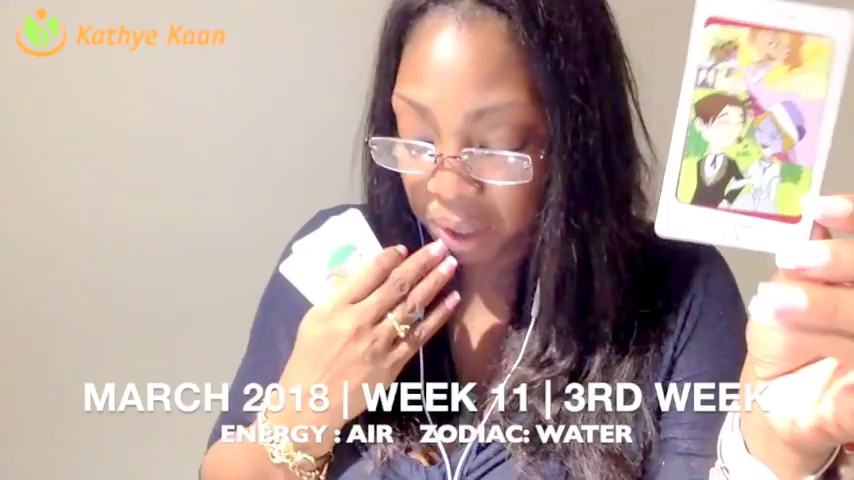 Kathye Kaan
MARCH 2018 | WEEK 11 | 3RD WEEK
ENERGY : AIR ZODIAC: WATER